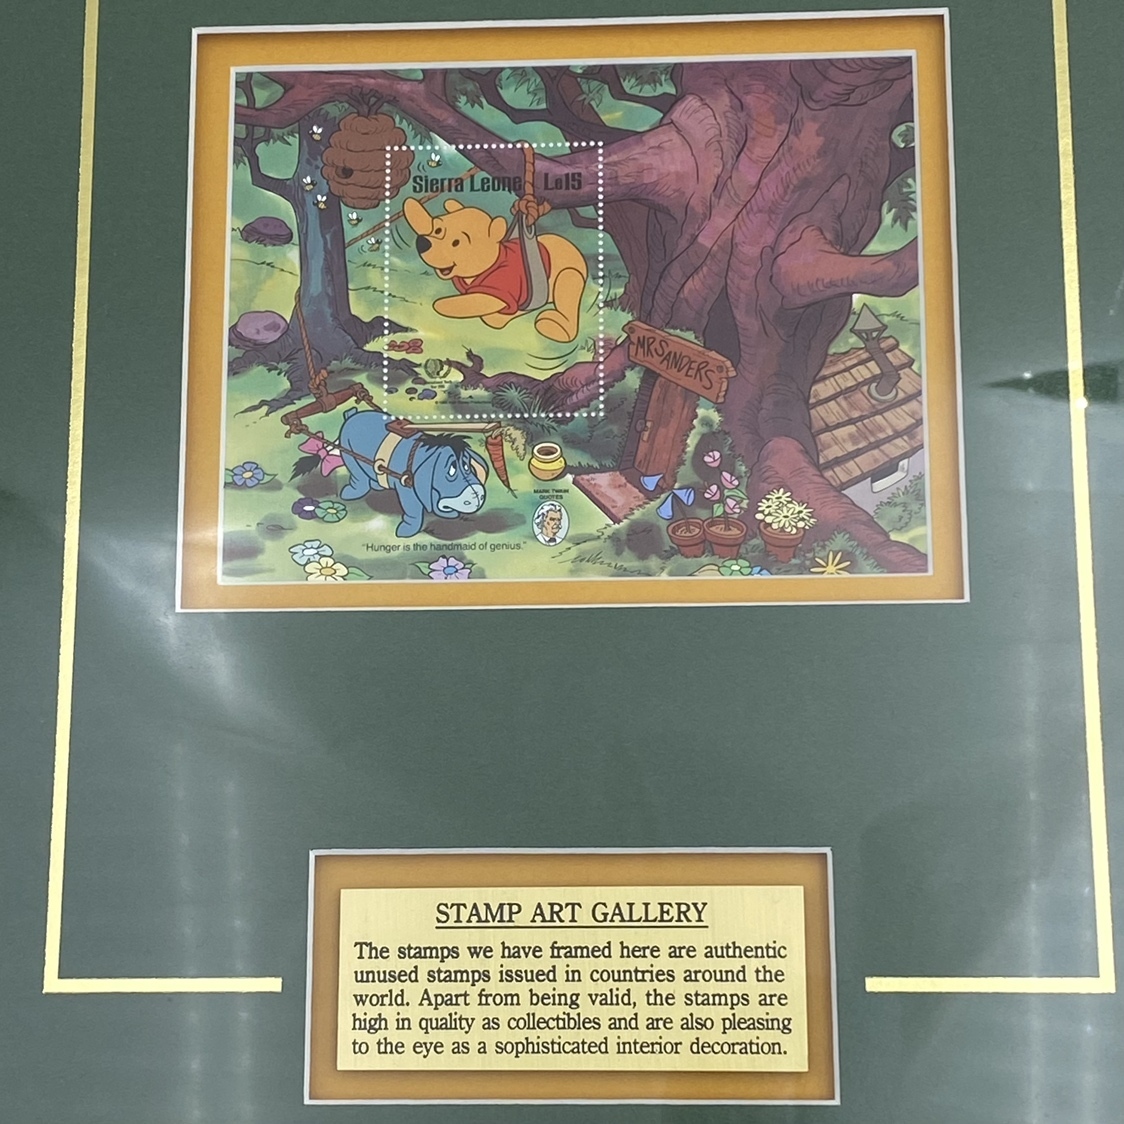 Sierra Leone Le15
MR SANDERS
MARK TWAIN
QUOTES
"Hunger is the handmaid of genius."
STAMP ART GALLERY
The stamps we have framed here are authentic
unused stamps issued in countries around the
world. Apart from being valid, the stamps are
high in quality as collectibles and are also pleasing
to the eye as a sophisticated interior decoration.